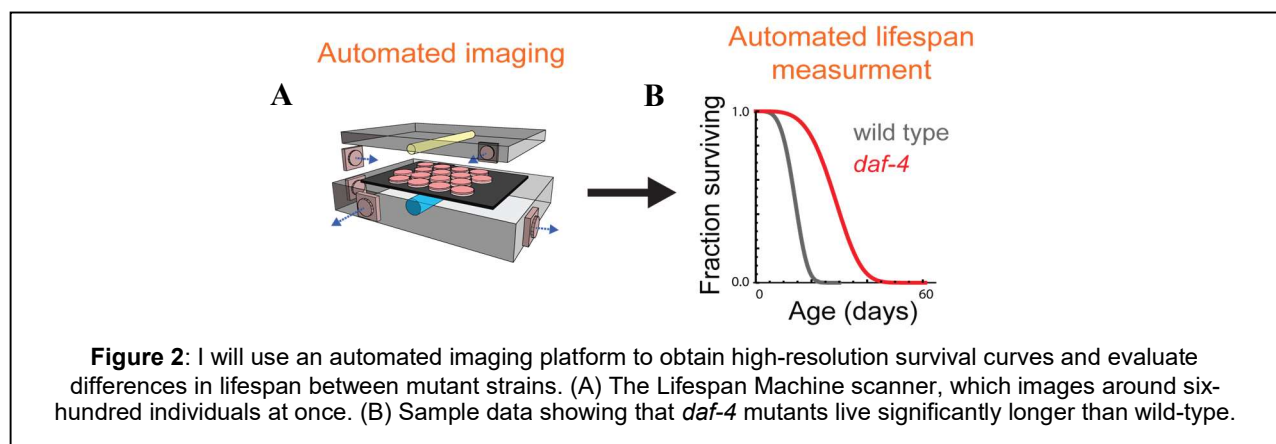 Automated imaging
Automated lifespan
measurment
A
B
Fraction surviving
1.0
0.0
wild type
daf-4
0
60
Age (days)
Figure 2: I will use an automated imaging platform to obtain high-resolution survival curves and evaluate
differences in lifespan between mutant strains. (A) The Lifespan Machine scanner, which images around six-
hundred individuals at once. (B) Sample data showing that daf-4 mutants live significantly longer than wild-type.